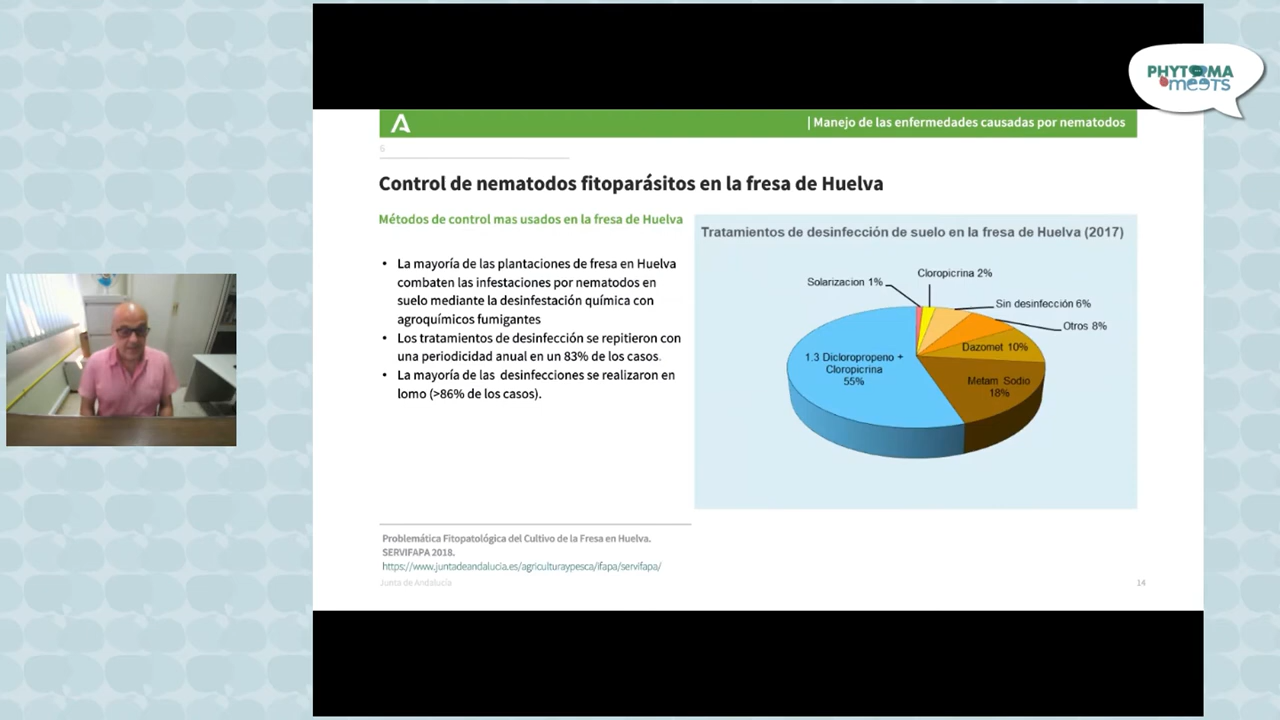 PHYTOMA
meets
| Manejo de las enfermedades causadas por nematodos
6
Control de nematodos fitoparásitos en la fresa de Huelva
Métodos de control mas usados en la fresa de Huelva
• La mayoría de las plantaciones de fresa en Huelva
combaten las infestaciones por nematodos en
suelo mediante la desinfestación química con
agroquímicos fumigantes
• Los tratamientos de desinfección se repitieron con
una periodicidad anual en un 83% de los casos.
• La mayoría de las desinfecciones se realizaron en
lomo (>86% de los casos).
Tratamientos de desinfección de suelo en la fresa de Huelva (2017)
Cloropicrina 2%
Solarizacion 1%
Sin desinfección 6%
Otros 8%
Dazomet 10%
1.3 Dicloropropeno +
Cloropicrina
55%
Metam Sodio
18%
Problemática Fitopatológica del Cultivo de la Fresa en Huelva.
SERVIFAPA 2018.
https://www.juntadeandalucia.es/agriculturaypesca/ifapa/servifapa/
Junta de Andalucía
14